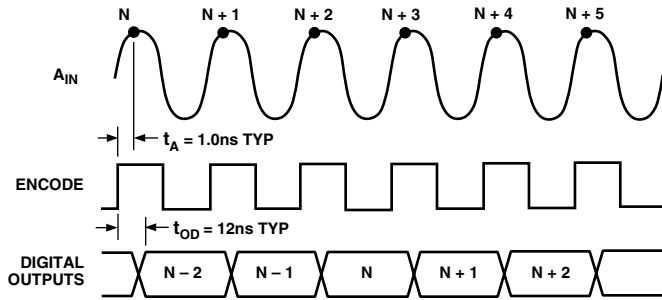 N N + 1 N + 2 N + 3 N + 4 N + 5
AIN
tA = 1.0ns TYP
ENCODE
tOD = 12ns TYP
DIGITAL
OUTPUTS
N – 2 N – 1 N N + 1 N + 2